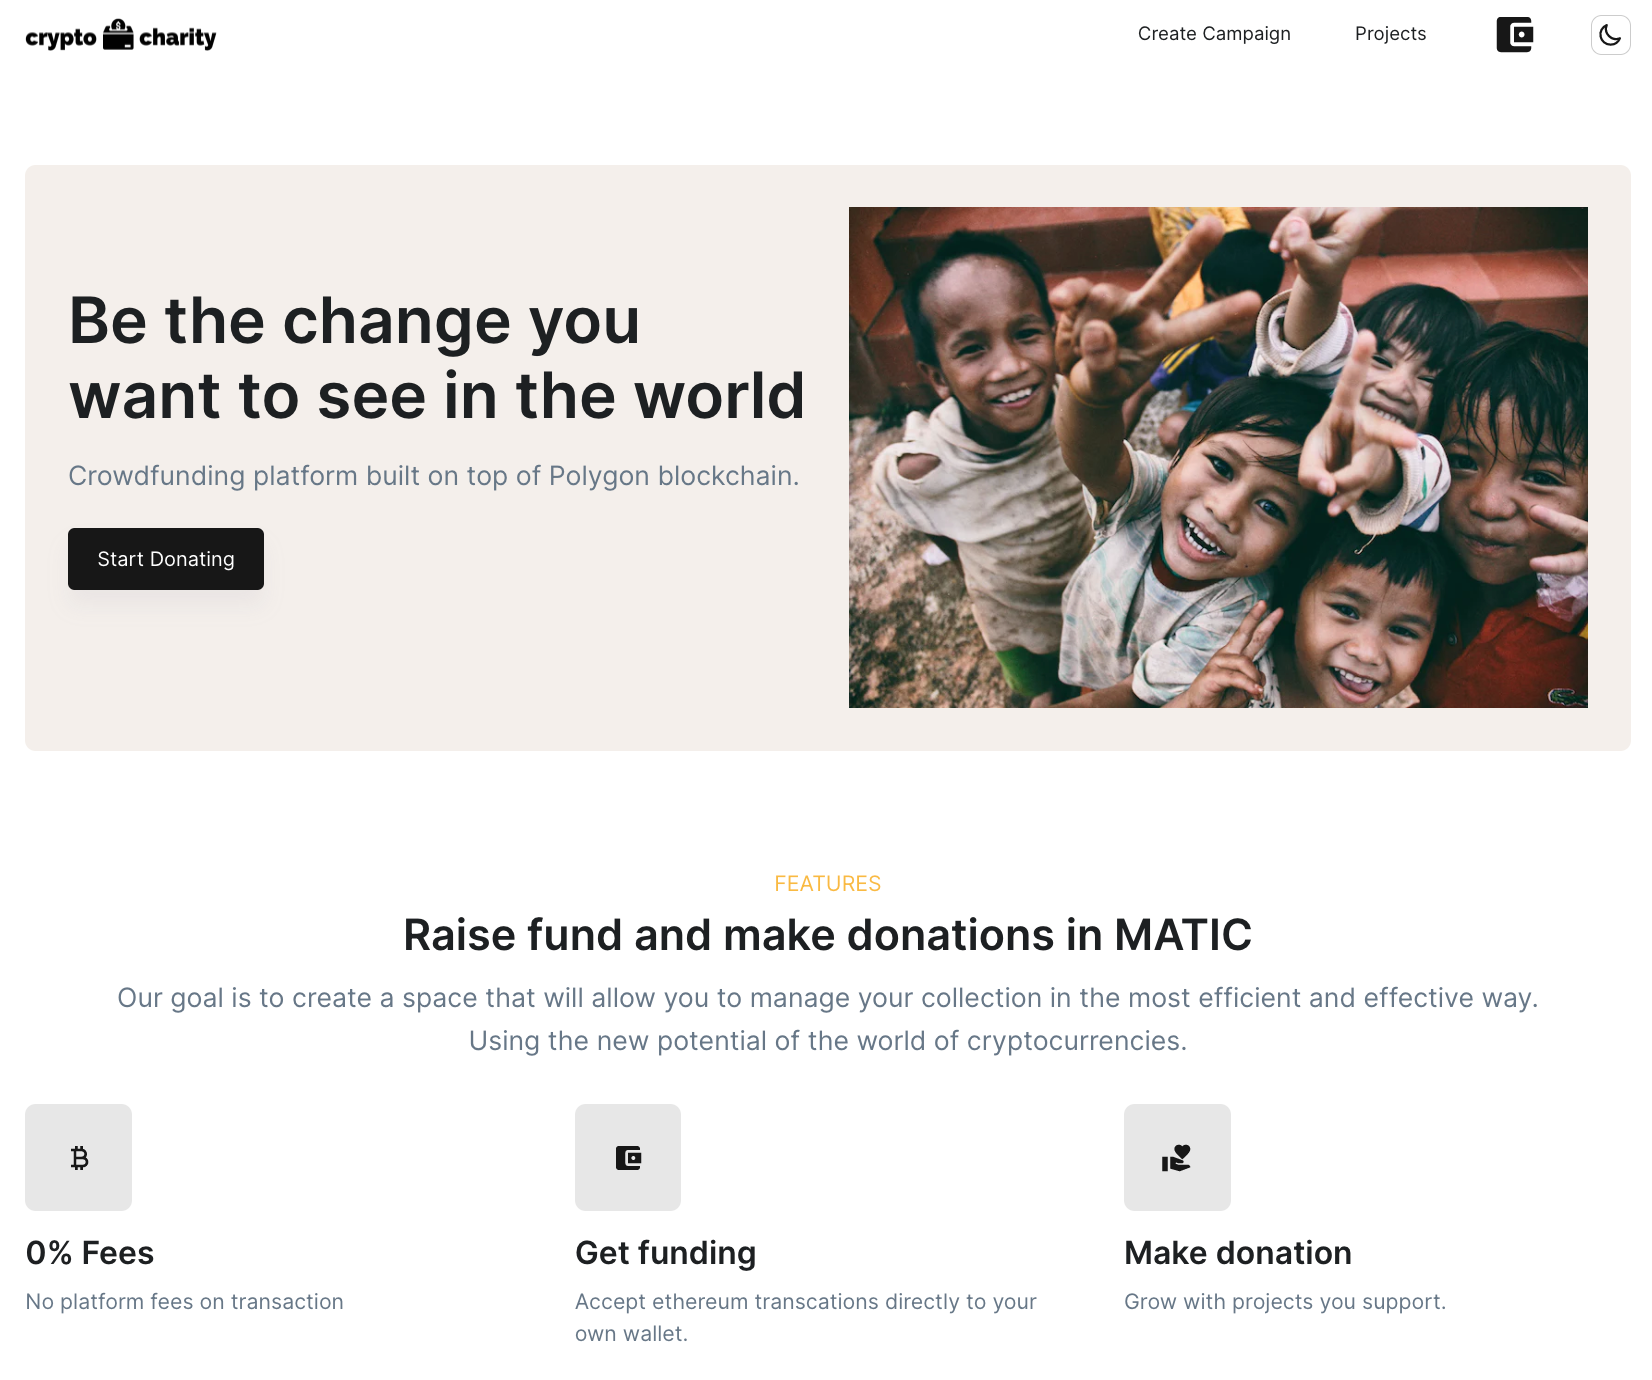 crypto charity
Create Campaign
Projects
Be the change you
want to see in the world
Crowdfunding platform built on top of Polygon blockchain.
Start Donating
FEATURES
Raise fund and make donations in MATIC
Our goal is to create a space that will allow you to manage your collection in the most efficient and effective way.
Using the new potential of the world of cryptocurrencies.
0% Fees
No platform fees on transaction
Get funding
Accept ethereum transcations directly to your
own wallet.
Make donation
Grow with projects you support.